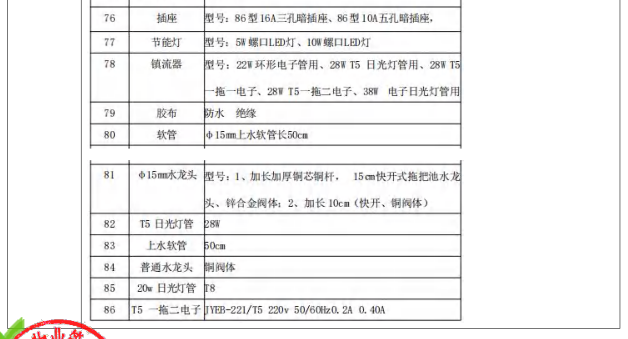 76 插座 型号：86型16A三孔暗插座、86型10A五孔暗插座，
77 节能灯 型号：5W螺口LED灯、10W螺口LED灯
78 镇流器 型号：22W环形电子管用、28W T5 日光灯管用、28W T5
一拖一电子、28W T5一拖二电子、38W 电子日光灯管用
79 胶布 防水 绝缘
80 软管 φ15mm上水软管长50cm
81 φ15mm水龙头 型号：1、加长加厚铜芯铜杆， 15cm快开式拖把池水龙
头、锌合金阀体；2、加长10cm（快开、铜阀体）
82 T5 日光灯管 28W
83 上水软管 50cm
84 普通水龙头 铜阀体
85 20w 日光灯管 T8
86 T5 一拖二电子 JYEB-221/T5 220v 50/60Hz0.2A 0.40A